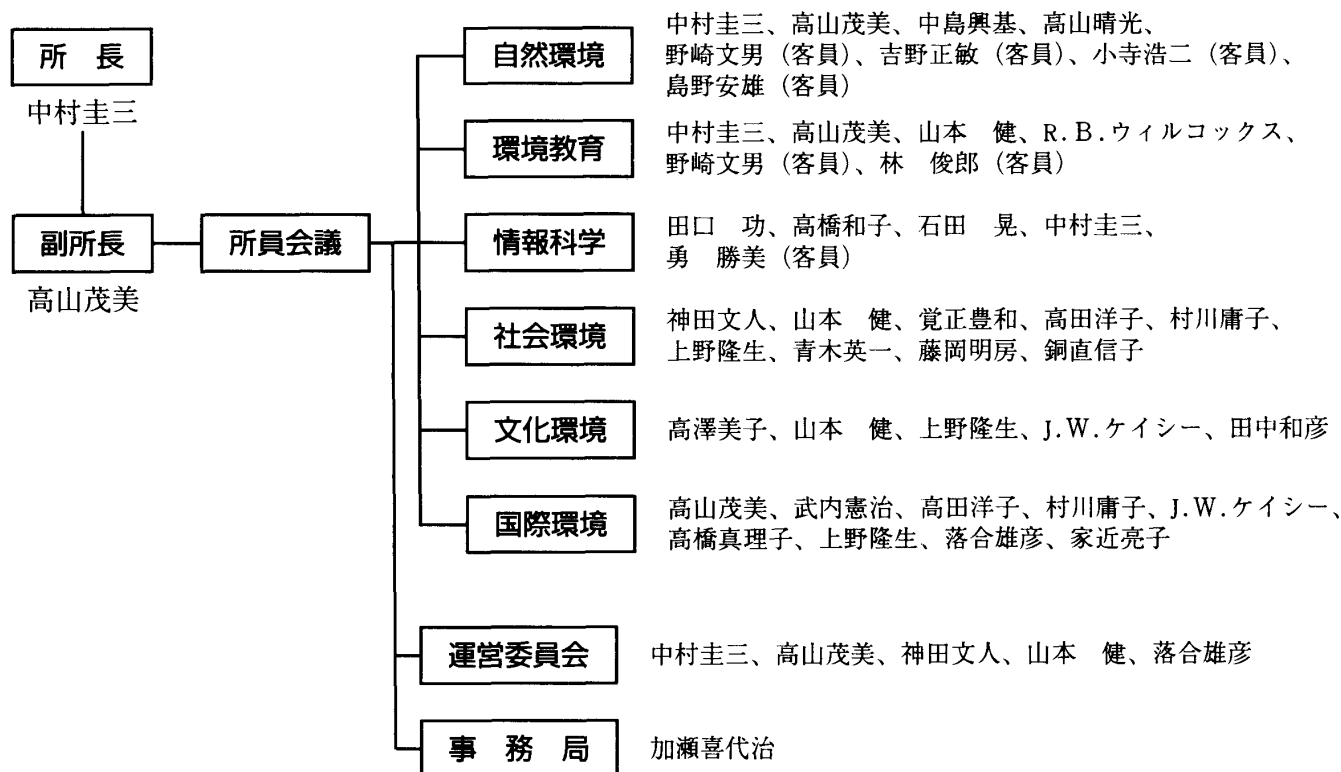 所　長
中村圭三
副所長
高山茂美
所員会議
自然環境
中村圭三、高山茂美、中島興基、高山晴光、
野崎文男（客員）、吉野正敏（客員）、小寺浩二（客員）、
島野安雄（客員）
環境教育
中村圭三、高山茂美、山本　健、R.B.ウィルコックス、
野崎文男（客員）、林　俊郎（客員）
情報科学
田口　功、高橋和子、石田　晃、中村圭三、
勇　勝美（客員）
社会環境
神田文人、山本　健、覚正豊和、高田洋子、村川庸子、
上野隆生、青木英一、藤岡明房、銅直信子
文化環境
高澤美子、山本　健、上野隆生、J.W.ケイシー、田中和彦
国際環境
高山茂美、武内憲治、高田洋子、村川庸子、J.W.ケイシー、
高橋真理子、上野隆生、落合雄彦、家近亮子
運営委員会
中村圭三、高山茂美、神田文人、山本　健、落合雄彦
事　務　局
加瀬喜代治